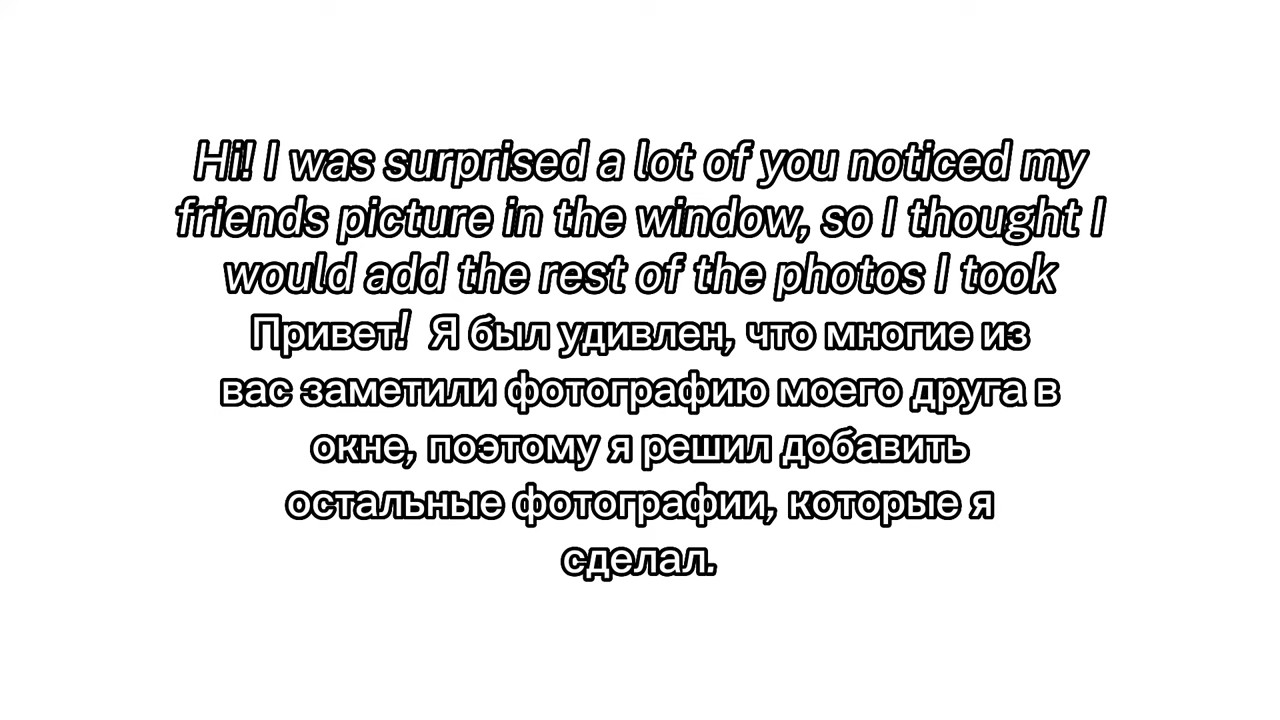 Hi! I was surprised a lot of you noticed my
friends picture in the window, so I thought I
would add the rest of the photos I took
Привет! Я был удивлен, что многие из
вас заметили фотографию моего друга в
окне, поэтому я решил добавить
остальные фотографии, которые я
сделал.